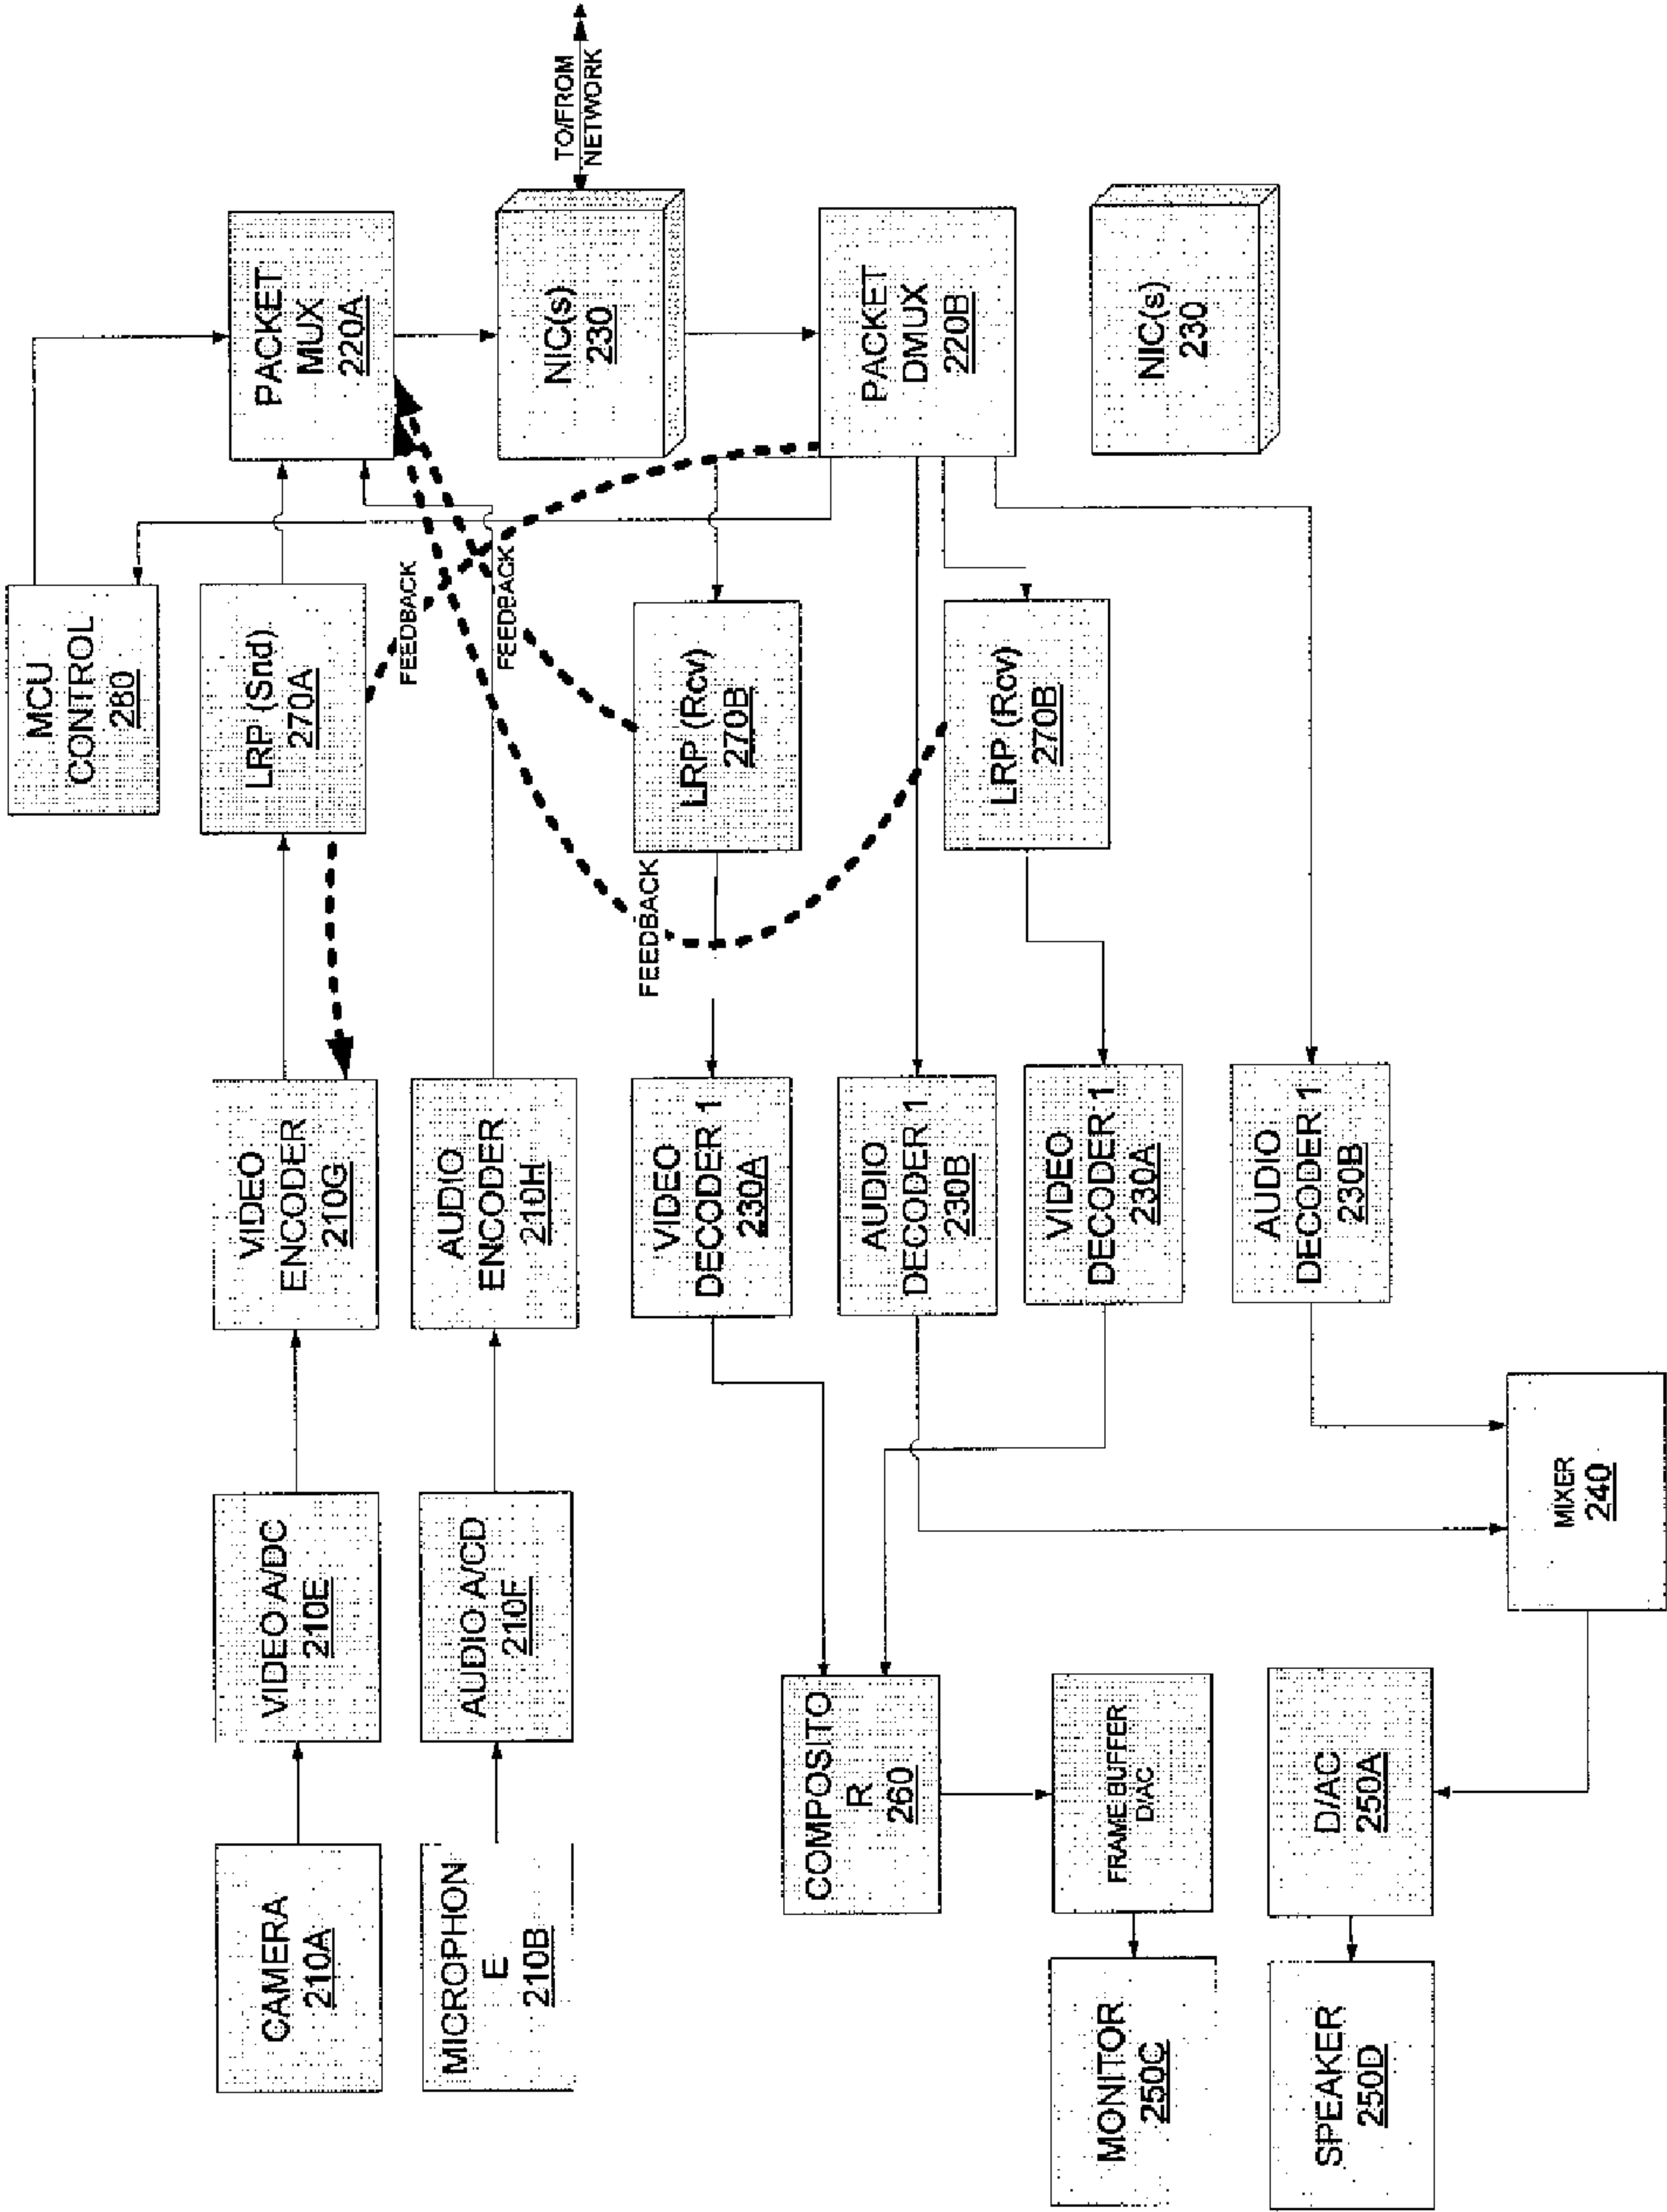 CAMERA
210A
VIDEO A/DC
210E
VIDEO
ENCODER
210G
LRP (Snd)
270A
MCU
CONTROL
280
PACKET
MUX
220A
MICROPHON
E
210B
AUDIO A/CD
210F
AUDIO
ENCODER
210H
FEEDBACK
FEEDBACK
NIC(s)
230
TO/FROM
NETWORK
VIDEO
DECODER 1
230A
FEEDBACK
LRP (Rcv)
270B
PACKET
DMUX
220B
COMPOSITO
R
260
AUDIO
DECODER 1
230B
LRP (Rcv)
270B
MONITOR
250C
FRAME BUFFER
D/AC
VIDEO
DECODER 1
230A
NIC(s)
230
SPEAKER
250D
D/AC
250A
AUDIO
DECODER 1
230B
MIXER
240